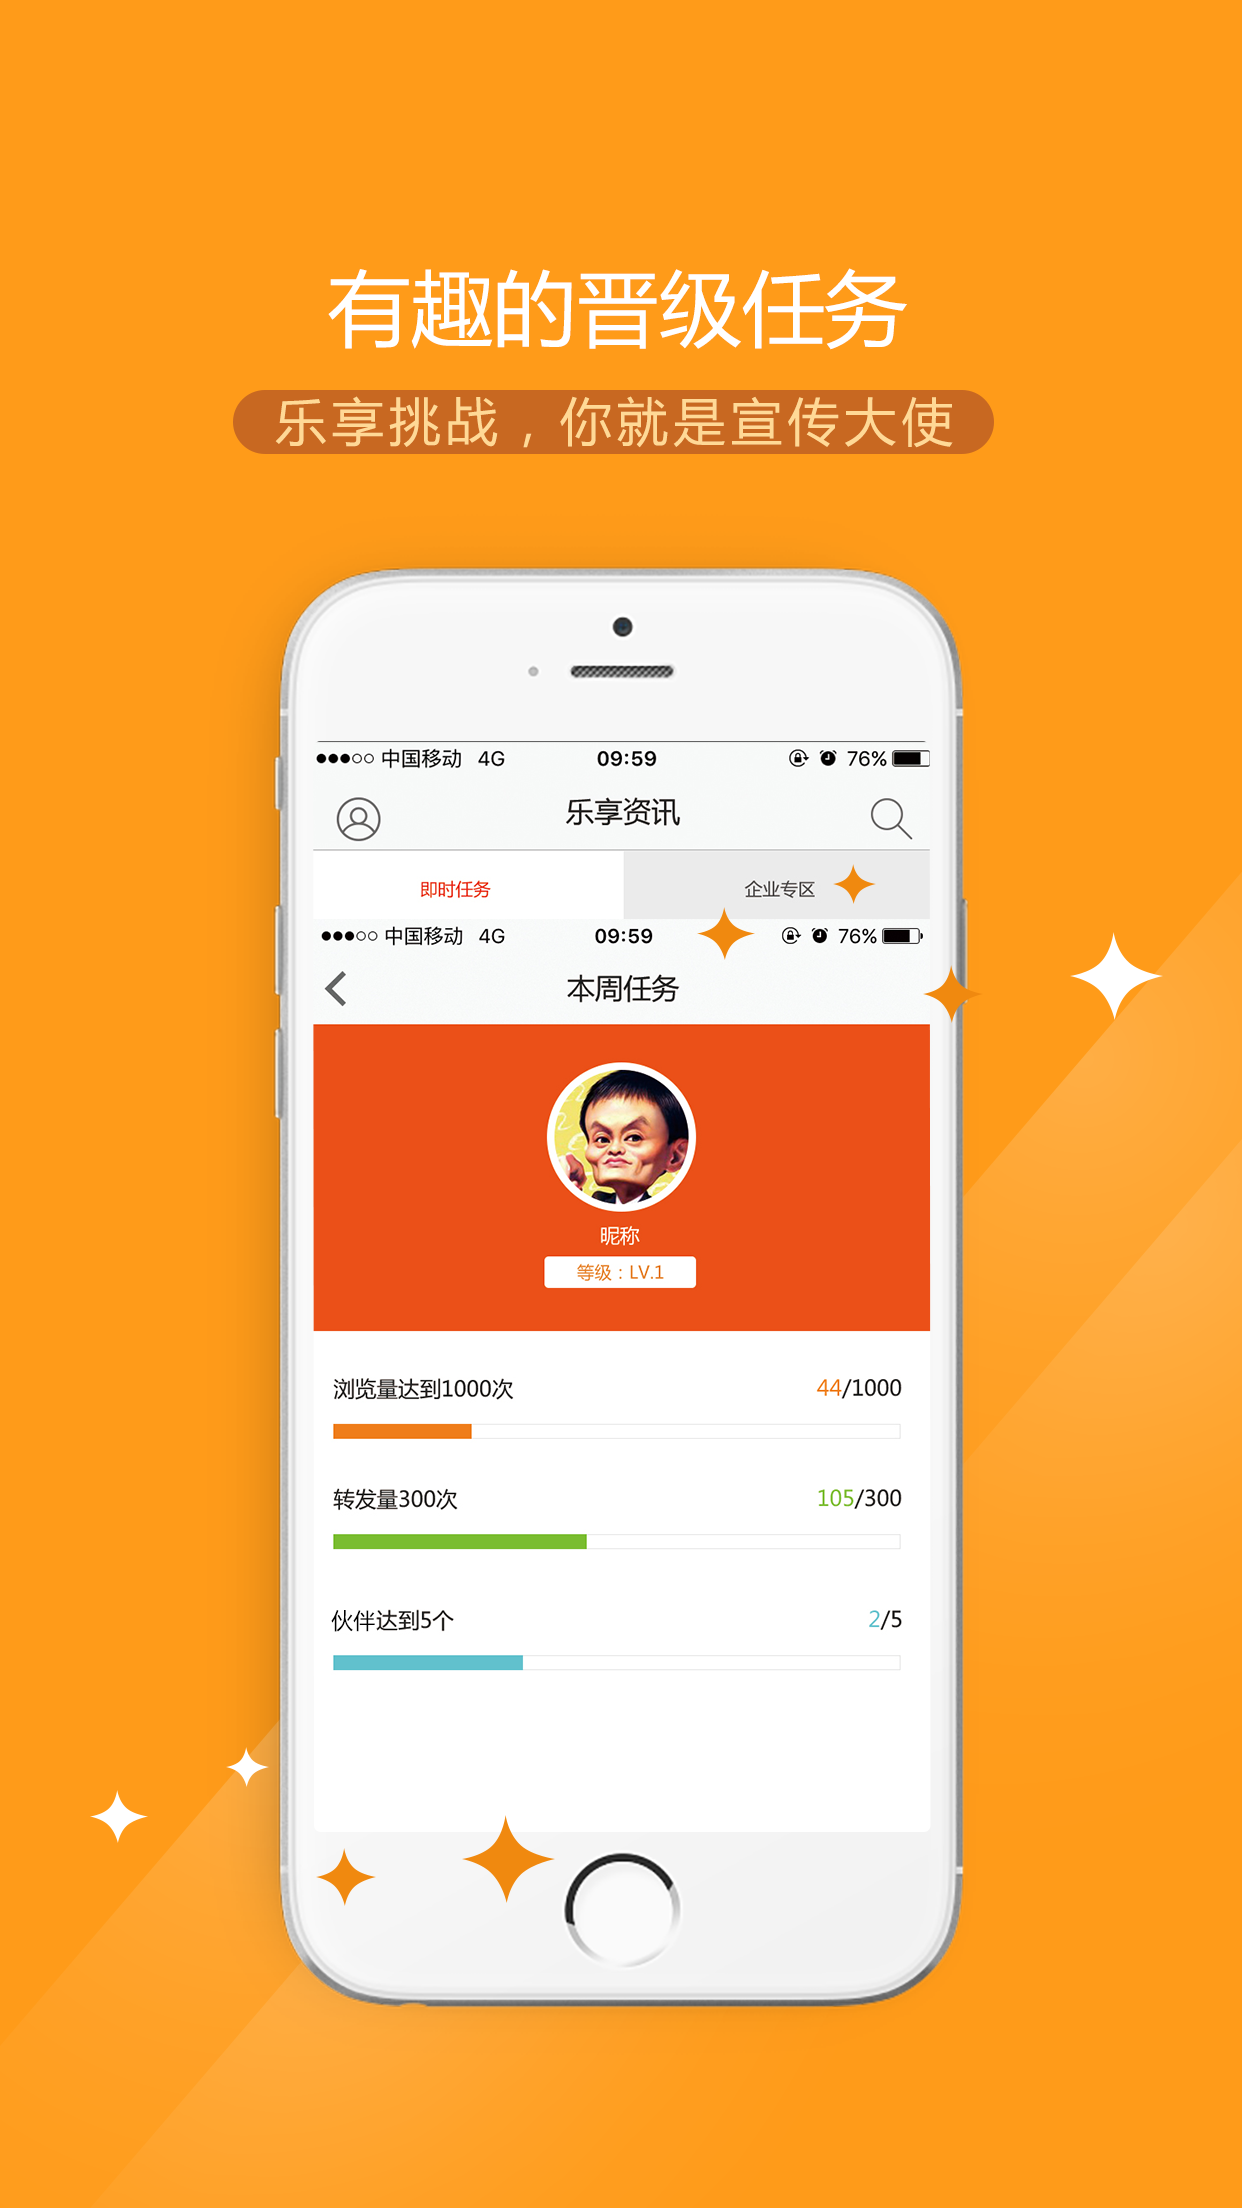 有趣的晋级任务
乐享挑战，你就是宣传大使
中国移动 4G 09:59 76%
乐享资讯
即时任务 企业专区
中国移动 4G 09:59 76%
本周任务
昵称
等级：LV.1
浏览量达到1000次 44/1000
转发量300次 105/300
伙伴达到5个 2/5